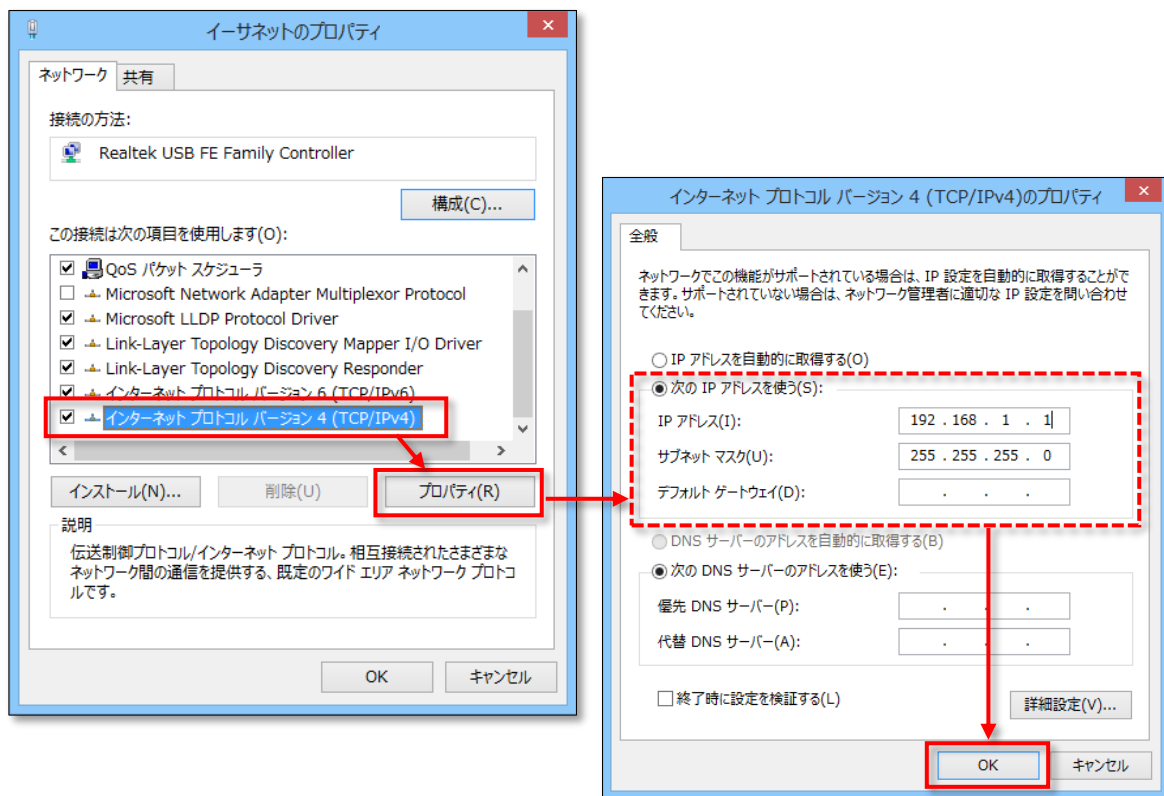 イーサネットのプロパティ
ネットワーク
共有
接続の方法:
Realtek USB FE Family Controller
構成(C)...
この接続は次の項目を使用します(O):
QoS パケット スケジューラ
Microsoft Network Adapter Multiplexor Protocol
Microsoft LLDP Protocol Driver
Link-Layer Topology Discovery Mapper I/O Driver
Link-Layer Topology Discovery Responder
インターネット プロトコル バージョン 6 (TCP/IPv6)
インターネット プロトコル バージョン 4 (TCP/IPv4)
インストール(N)...
削除(U)
プロパティ(R)
説明
伝送制御プロトコル/インターネット プロトコル。相互接続されたさまざまな
ネットワーク間の通信を提供する、既定のワイド エリア ネットワーク プロトコ
ルです。
OK
キャンセル
インターネット プロトコル バージョン 4 (TCP/IPv4)のプロパティ
全般
ネットワークでこの機能がサポートされている場合は、IP 設定を自動的に取得することがで
きます。サポートされていない場合は、ネットワーク管理者に適切な IP 設定を問い合わせ
てください。
IP アドレスを自動的に取得する(O)
次の IP アドレスを使う(S):
IP アドレス(I):
192 . 168 . 1 . 1
サブネット マスク(U):
255 . 255 . 255 . 0
デフォルト ゲートウェイ(D):
. . .
DNS サーバーのアドレスを自動的に取得する(B)
次の DNS サーバーのアドレスを使う(E):
優先 DNS サーバー(P):
. . .
代替 DNS サーバー(A):
. . .
終了時に設定を検証する(L)
詳細設定(V)...
OK
キャンセル